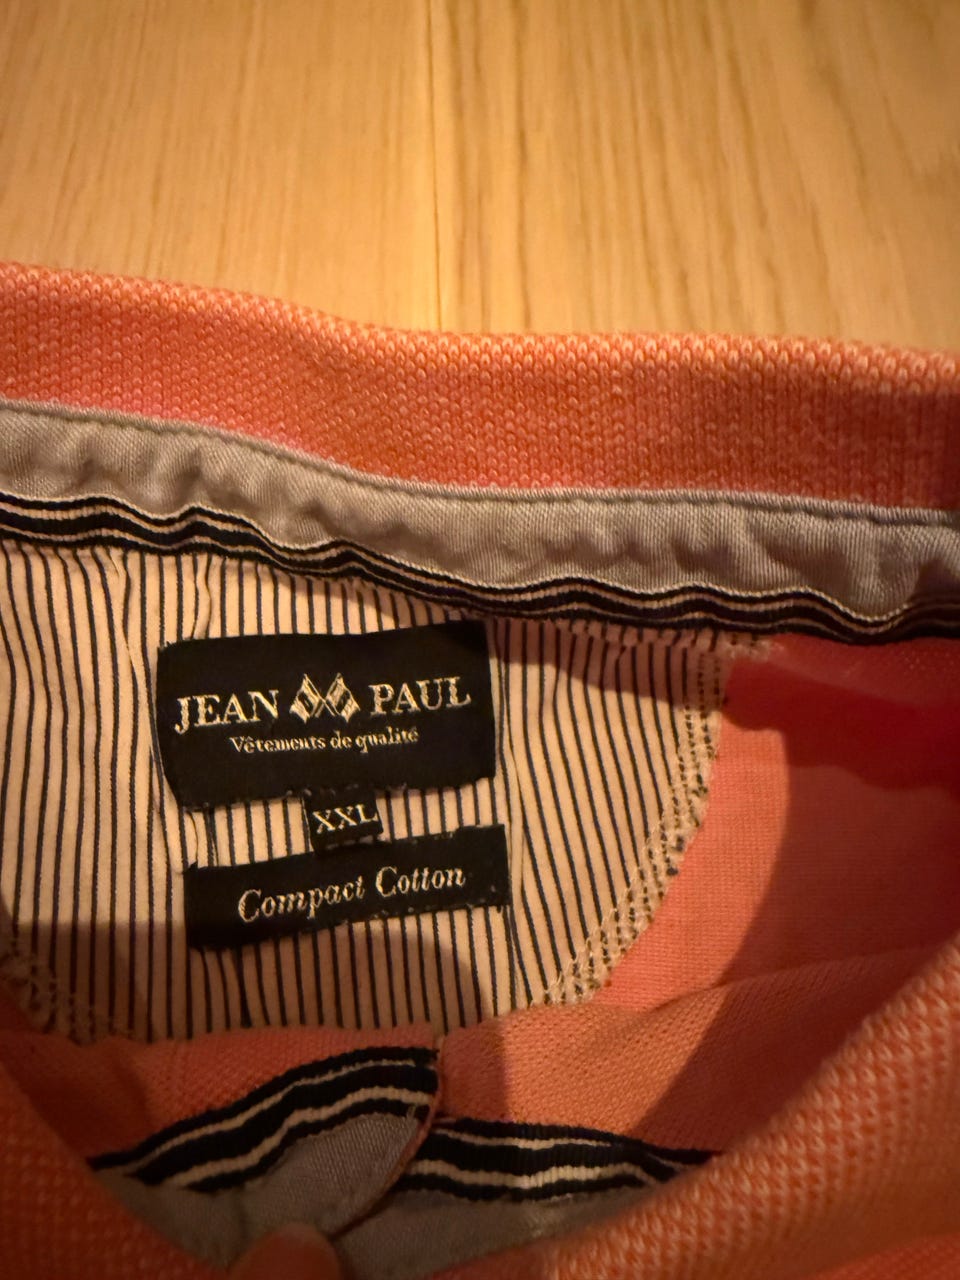 JEAN PAUL
Vêtements de qualité
XXL
Compact Cotton